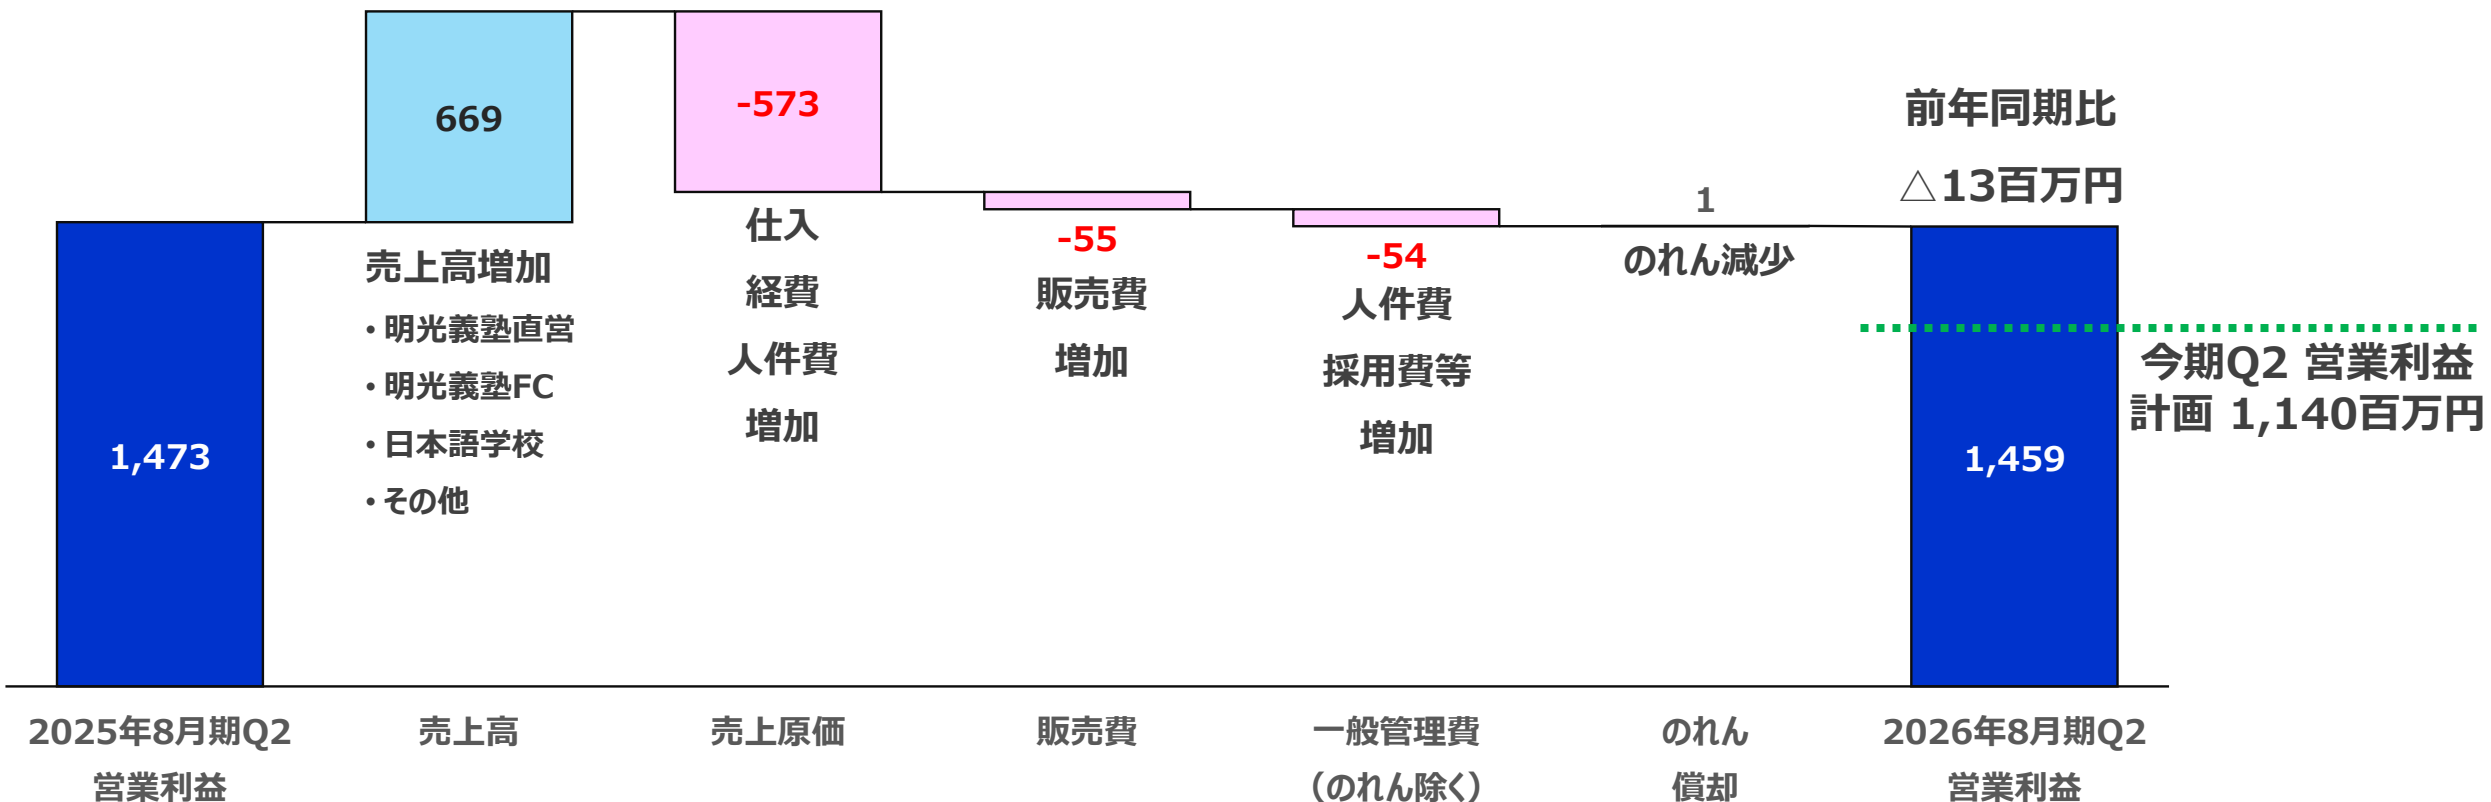 669
-573
前年同期比
△13百万円
1
-55
-54
売上高増加
・明光義塾直営
・明光義塾FC
・日本語学校
・その他
仕入
経費
人件費
増加
販売費
増加
人件費
採用費等
増加
のれん減少
今期Q2 営業利益
計画 1,140百万円
1,473
1,459
2025年8月期Q2
営業利益
売上高
売上原価
販売費
一般管理費
（のれん除く）
のれん
償却
2026年8月期Q2
営業利益